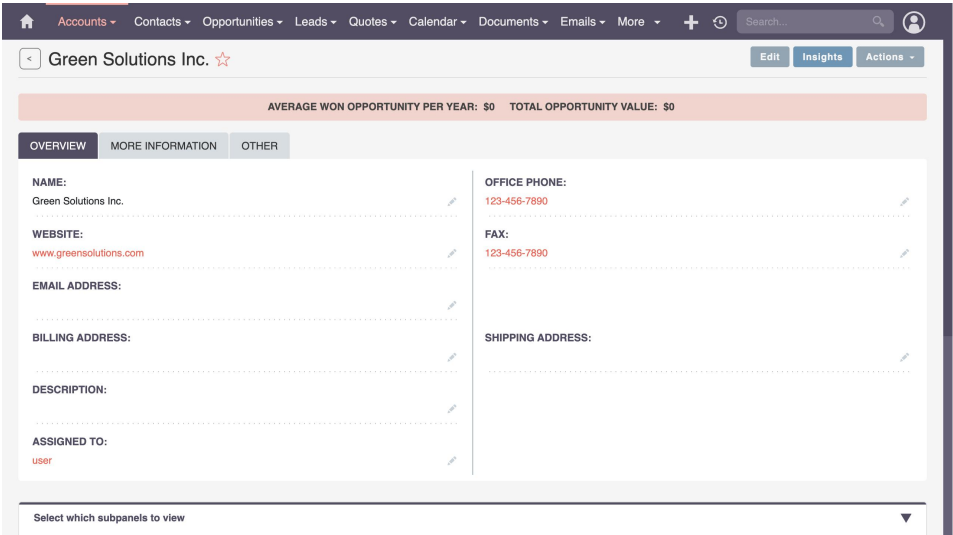 Accounts Contacts Opportunities Leads Quotes Calendar Documents Emails More Search...
< Green Solutions Inc.
Edit Insights Actions
AVERAGE WON OPPORTUNITY PER YEAR: $0 TOTAL OPPORTUNITY VALUE: $0
OVERVIEW MORE INFORMATION OTHER
NAME:
Green Solutions Inc.
OFFICE PHONE:
123-456-7890
WEBSITE:
www.greensolutions.com
FAX:
123-456-7890
EMAIL ADDRESS:
BILLING ADDRESS:
SHIPPING ADDRESS:
DESCRIPTION:
ASSIGNED TO:
user
Select which subpanels to view